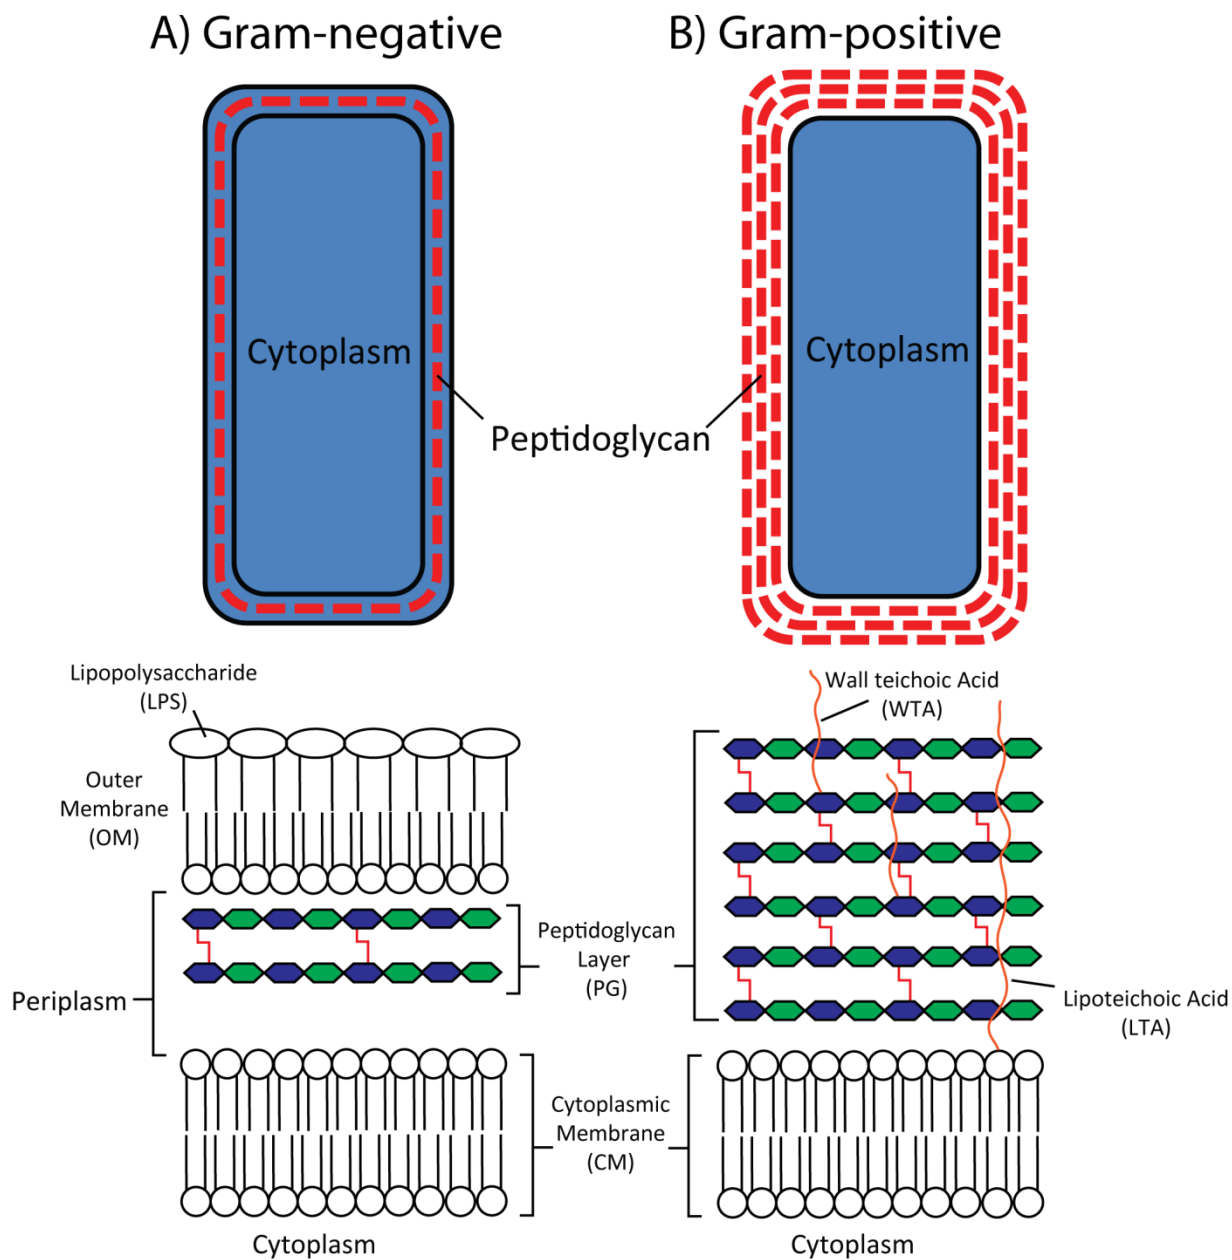 A) Gram-negative
B) Gram-positive
Cytoplasm
Cytoplasm
Peptidoglycan
Lipopolysaccharide
(LPS)
Outer
Membrane
(OM)
Periplasm
Wall teichoic Acid
(WTA)
Peptidoglycan
Layer
(PG)
Lipoteichoic Acid
(LTA)
Cytoplasmic
Membrane
(CM)
Cytoplasm
Cytoplasm